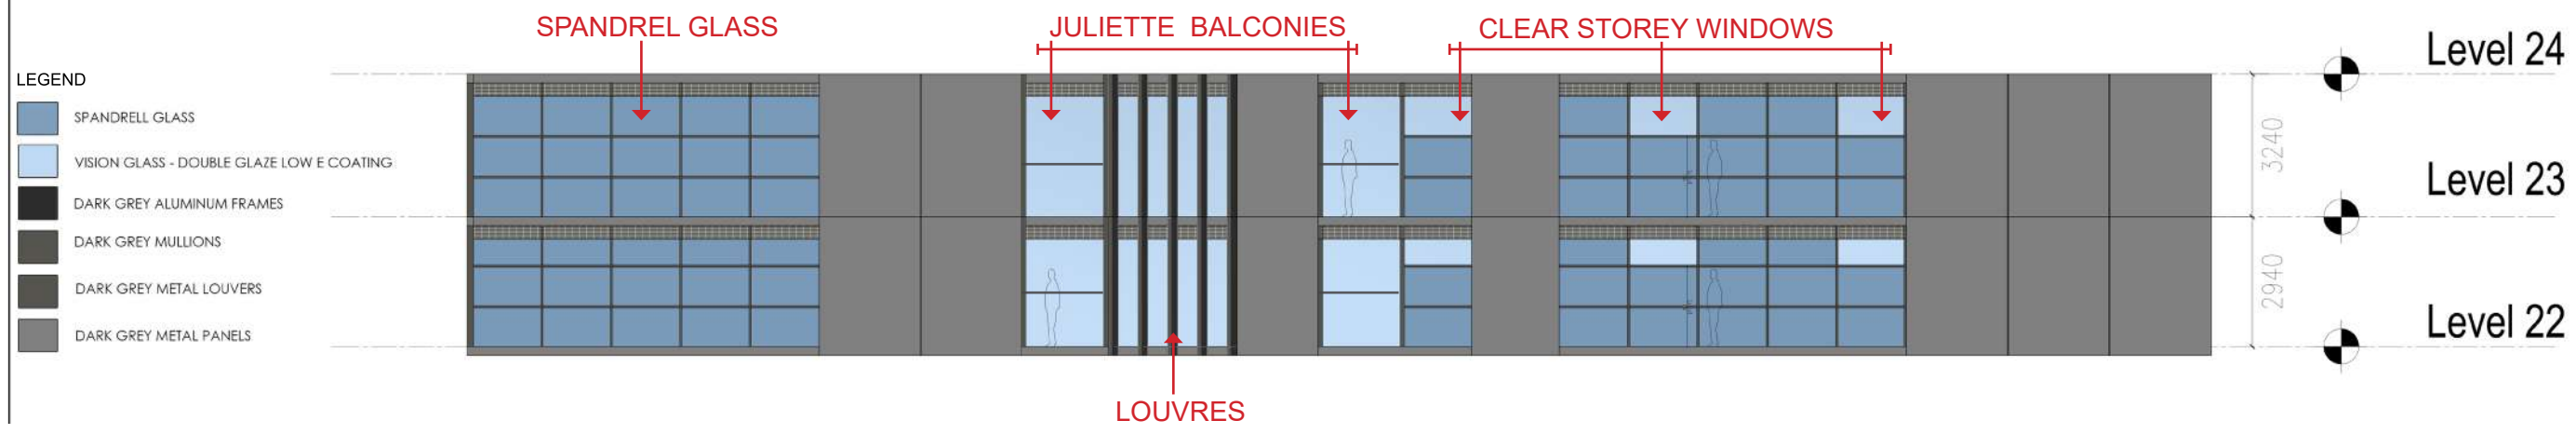 SPANDREL GLASS
JULIETTE BALCONIES
CLEAR STOREY WINDOWS
Level 24
LEGEND
SPANDRELL GLASS
VISION GLASS - DOUBLE GLAZE LOW E COATING
3240
Level 23
DARK GREY ALUMINUM FRAMES
DARK GREY MULLIONS
DARK GREY METAL LOUVERS
2940
Level 22
DARK GREY METAL PANELS
LOUVRES